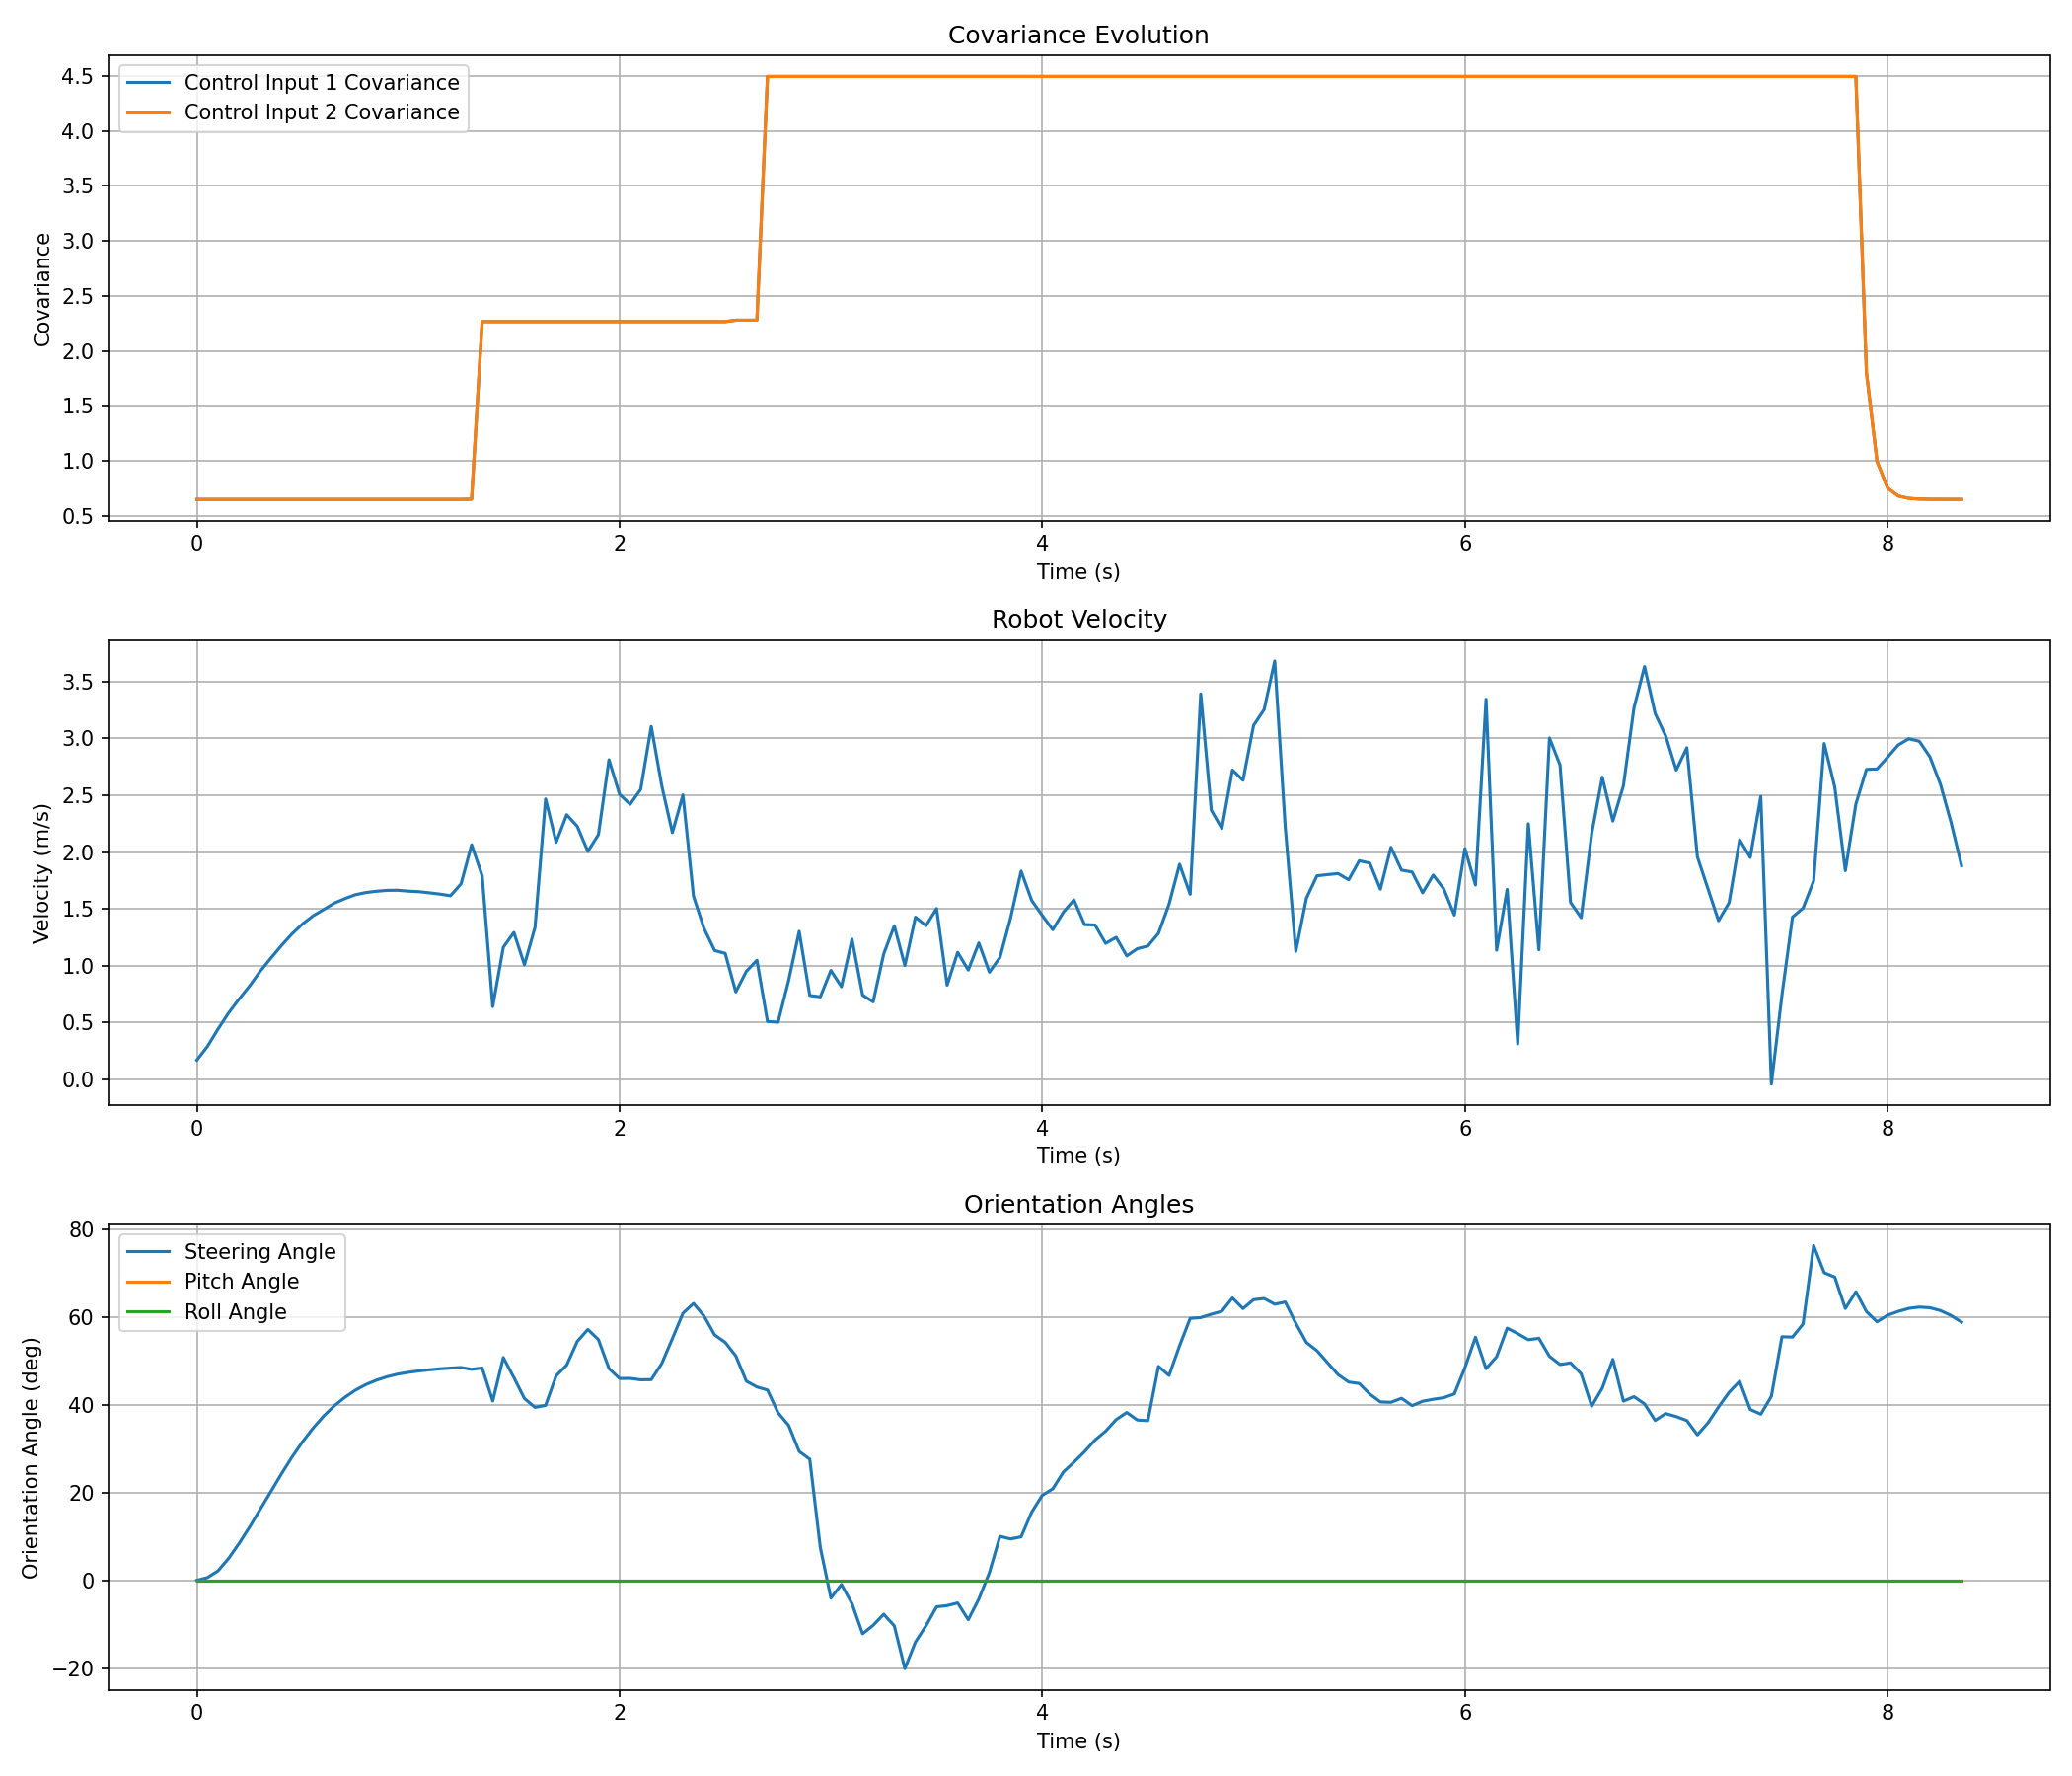 Covariance Evolution
4.5
4.0
3.5
3.0
2.5
2.0
1.5
1.0
0.5
Covariance
Control Input 1 Covariance
Control Input 2 Covariance
0 2 4 6 8
Time (s)
Robot Velocity
3.5
3.0
2.5
2.0
1.5
1.0
0.5
0.0
Velocity (m/s)
0 2 4 6 8
Time (s)
Orientation Angles
80
60
40
20
0
−20
Orientation Angle (deg)
Steering Angle
Pitch Angle
Roll Angle
0 2 4 6 8
Time (s)